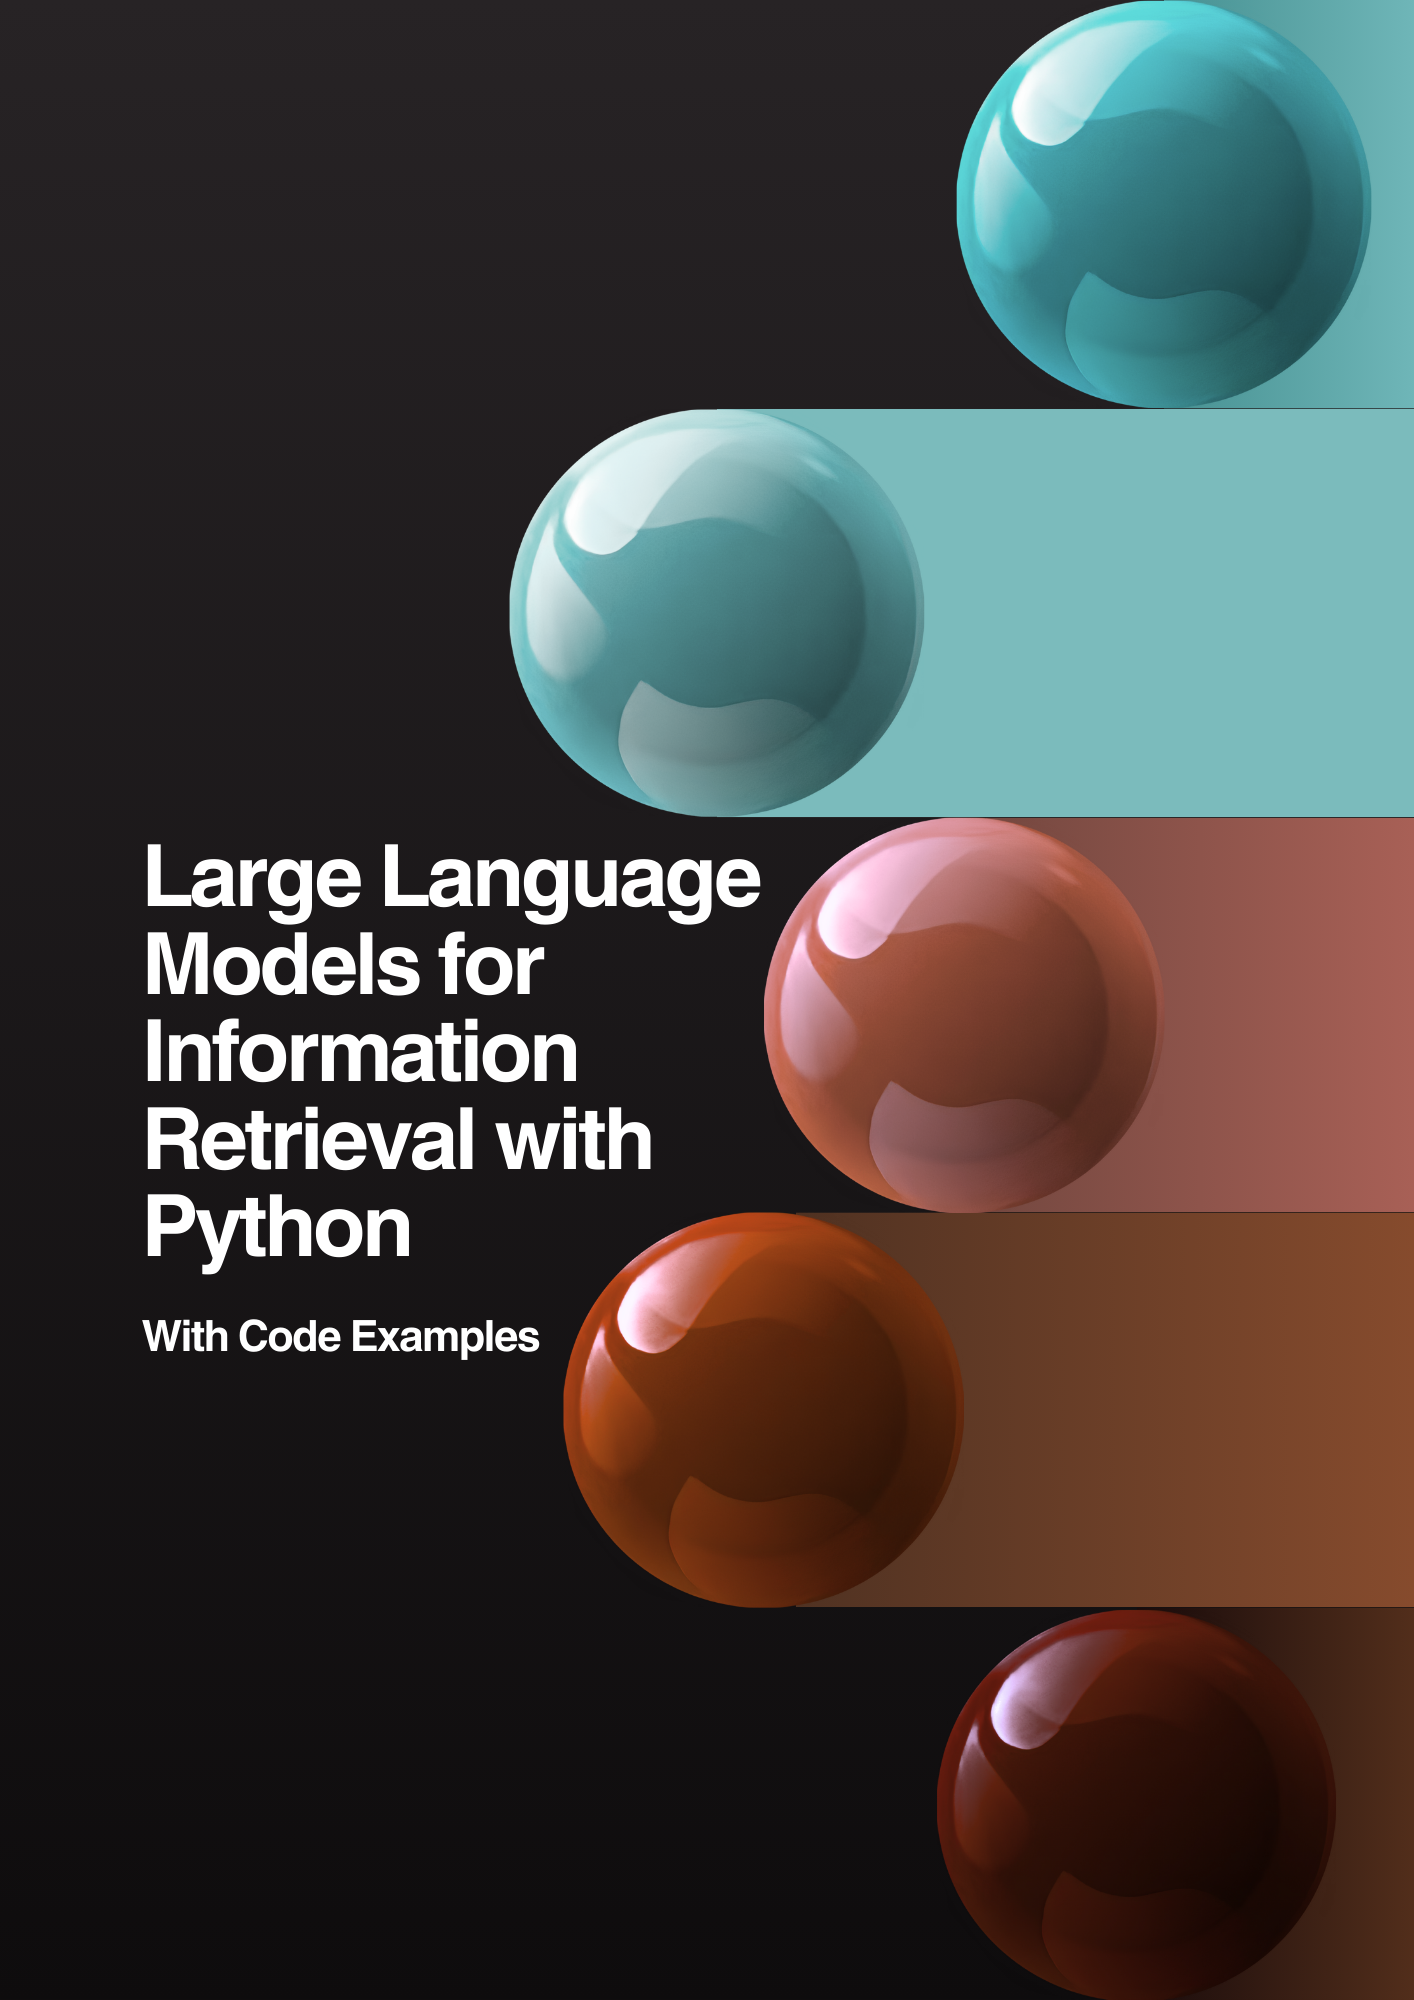 Large Language
Models for
Information
Retrieval with
Python
With Code Examples